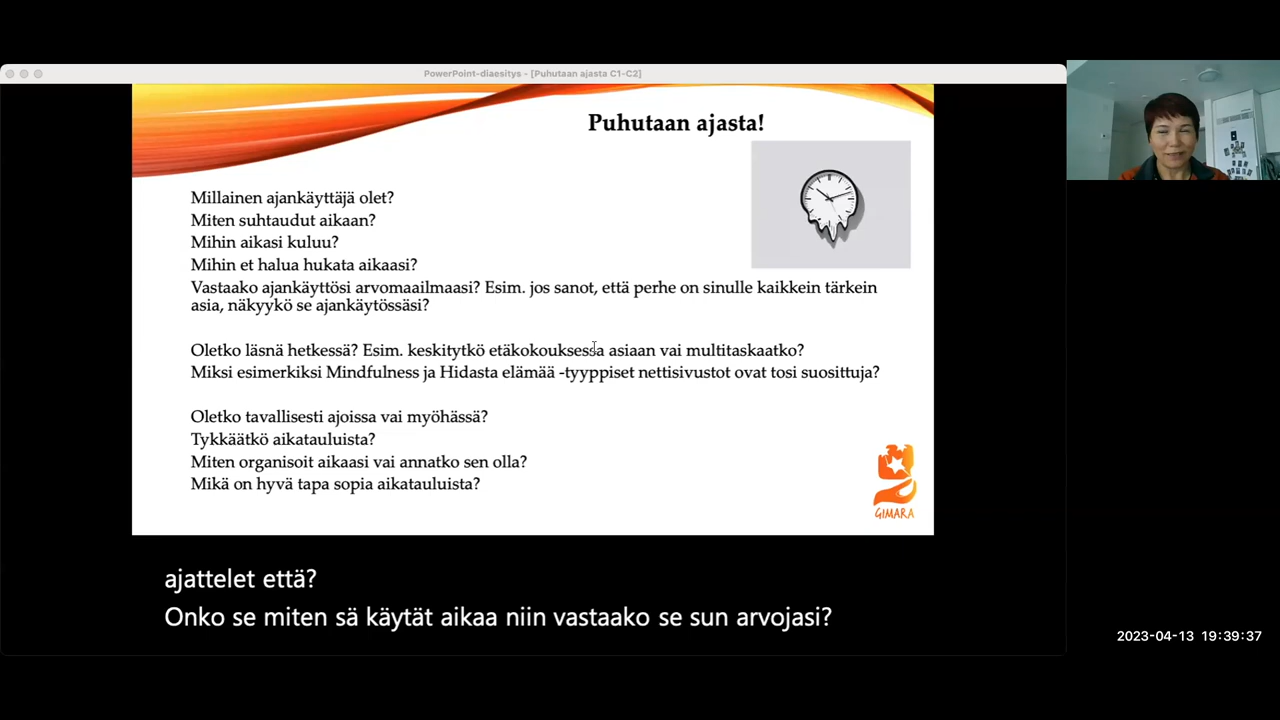 PowerPoint-diaesitys - [Puhutaan ajasta C1-C2]
Puhutaan ajasta!
Millainen ajankäyttäjä olet?
Miten suhtaudut aikaan?
Mihin aikasi kuluu?
Mihin et halua hukata aikaasi?
Vastaako ajankäyttösi arvomaailmaasi? Esim. jos sanot, että perhe on sinulle kaikkein tärkein
asia, näkyykö se ajankäytössäsi?
Oletko läsnä hetkessä? Esim. keskitytkö etäkokouksessa asiaan vai multitaskaatko?
Miksi esimerkiksi Mindfulness ja Hidasta elämää -tyyppiset nettisivustot ovat tosi suosittuja?
Oletko tavallisesti ajoissa vai myöhässä?
Tykkäätkö aikatauluista?
Miten organisoit aikaasi vai annatko sen olla?
Mikä on hyvä tapa sopia aikatauluista?
GIMARA
ajattelet että?
Onko se miten sä käytät aikaa niin vastaako se sun arvojasi?
2023-04-13 19:39:37